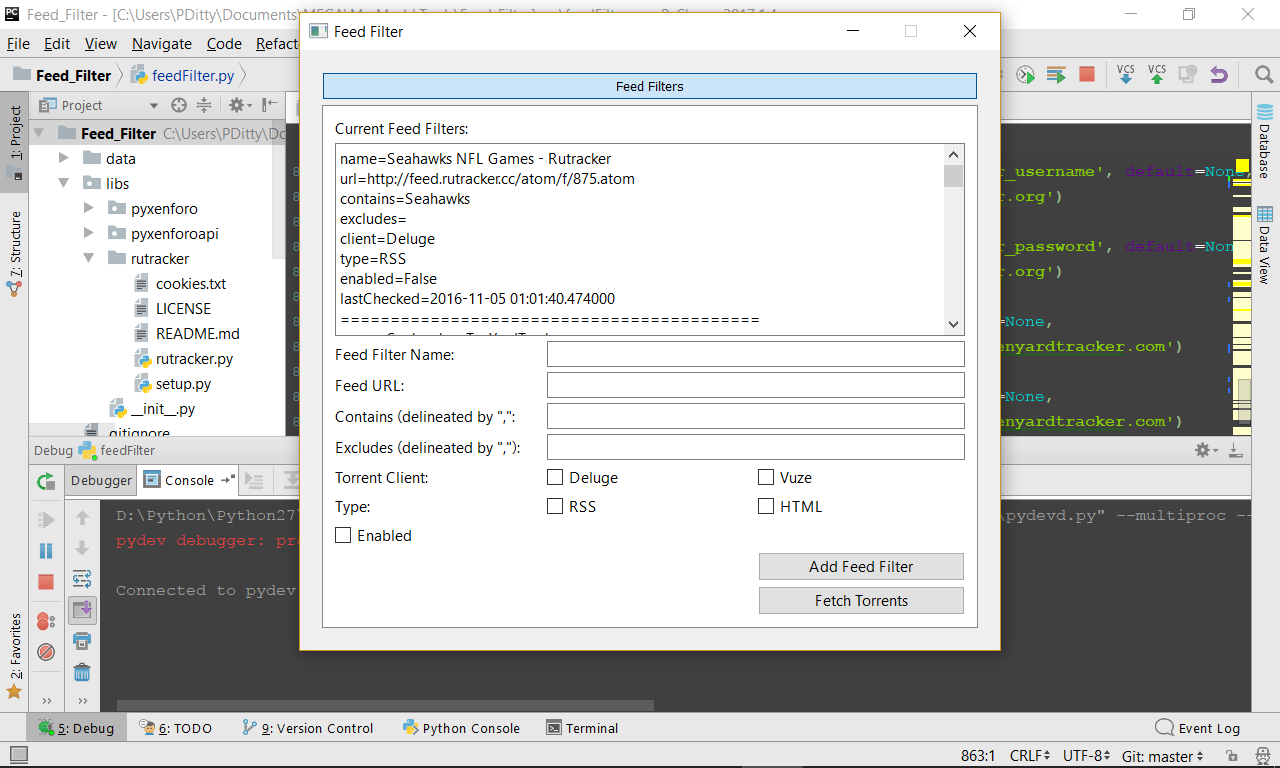 Feed_Filter - [C:\Users\PDitty\Documents\
Feed Filter
File Edit View Navigate Code Refact
Feed_Filter feedFilter.py
VCS VCS
Feed Filters
1: Project
Project
Feed_Filter C:\Users\PDitty\Do
data
libs
pyxenforo
pyxenforoapi
rutracker
cookies.txt
LICENSE
README.md
rutracker.py
setup.py
__init__.py
.gitignore
7: Structure
2: Favorites
Current Feed Filters:
name=Seahawks NFL Games - Rutracker
url=http://feed.rutracker.cc/atom/f/875.atom
contains=Seahawks
excludes=
client=Deluge
type=RSS
enabled=False
lastChecked=2016-11-05 01:01:40.474000
==========================================
Feed Filter Name:
Feed URL:
Contains (delineated by ",":
Excludes (delineated by ","):
Torrent Client: Deluge Vuze
Type: RSS HTML
Enabled
Add Feed Filter
Fetch Torrents
r_username', default=None,
r.org')
r_password', default=Non
r.org')
=None,
enyardtracker.com')
=None,
enyardtracker.com')
Database
Data View
Debug feedFilter
Debugger Console
D:\Python\Python27\
\pydevd.py" --multiproc --
pydev debugger: pro
Connected to pydev
5: Debug 6: TODO 9: Version Control Python Console Terminal Event Log
863:1 CRLF UTF-8 Git: master